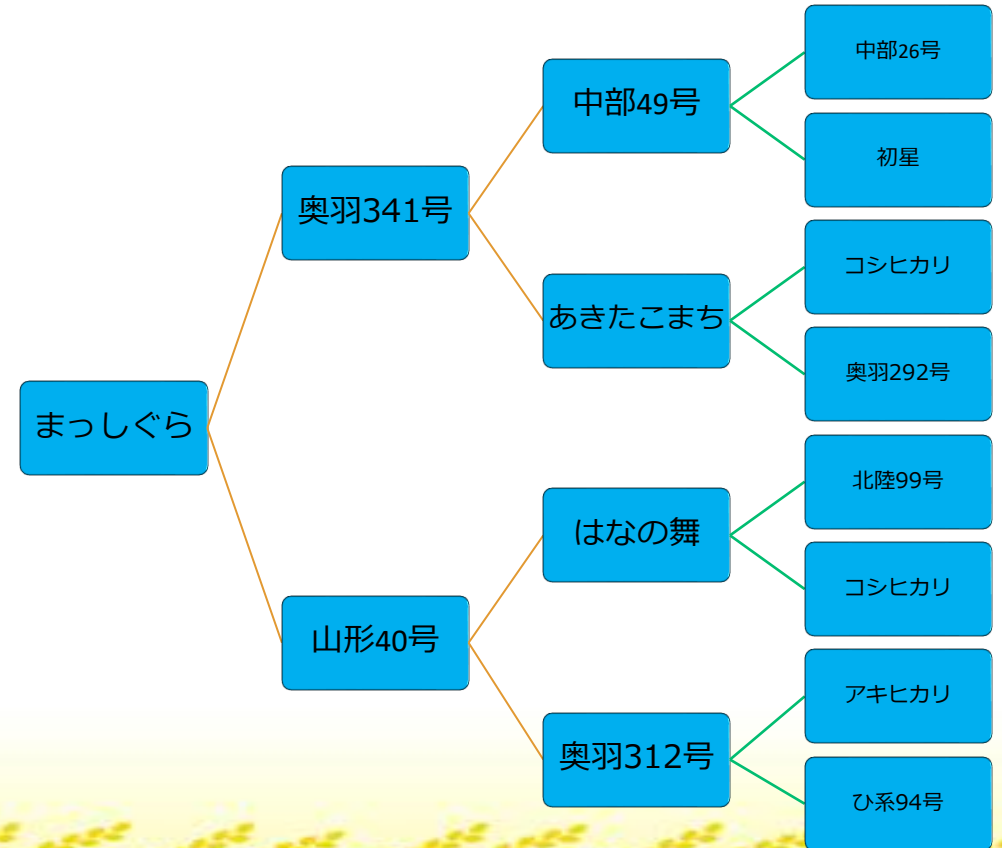 まっしぐら
奥羽341号
山形40号
中部49号
あきたこまち
はなの舞
奥羽312号
中部26号
初星
コシヒカリ
奥羽292号
北陸99号
コシヒカリ
アキヒカリ
ひ系94号